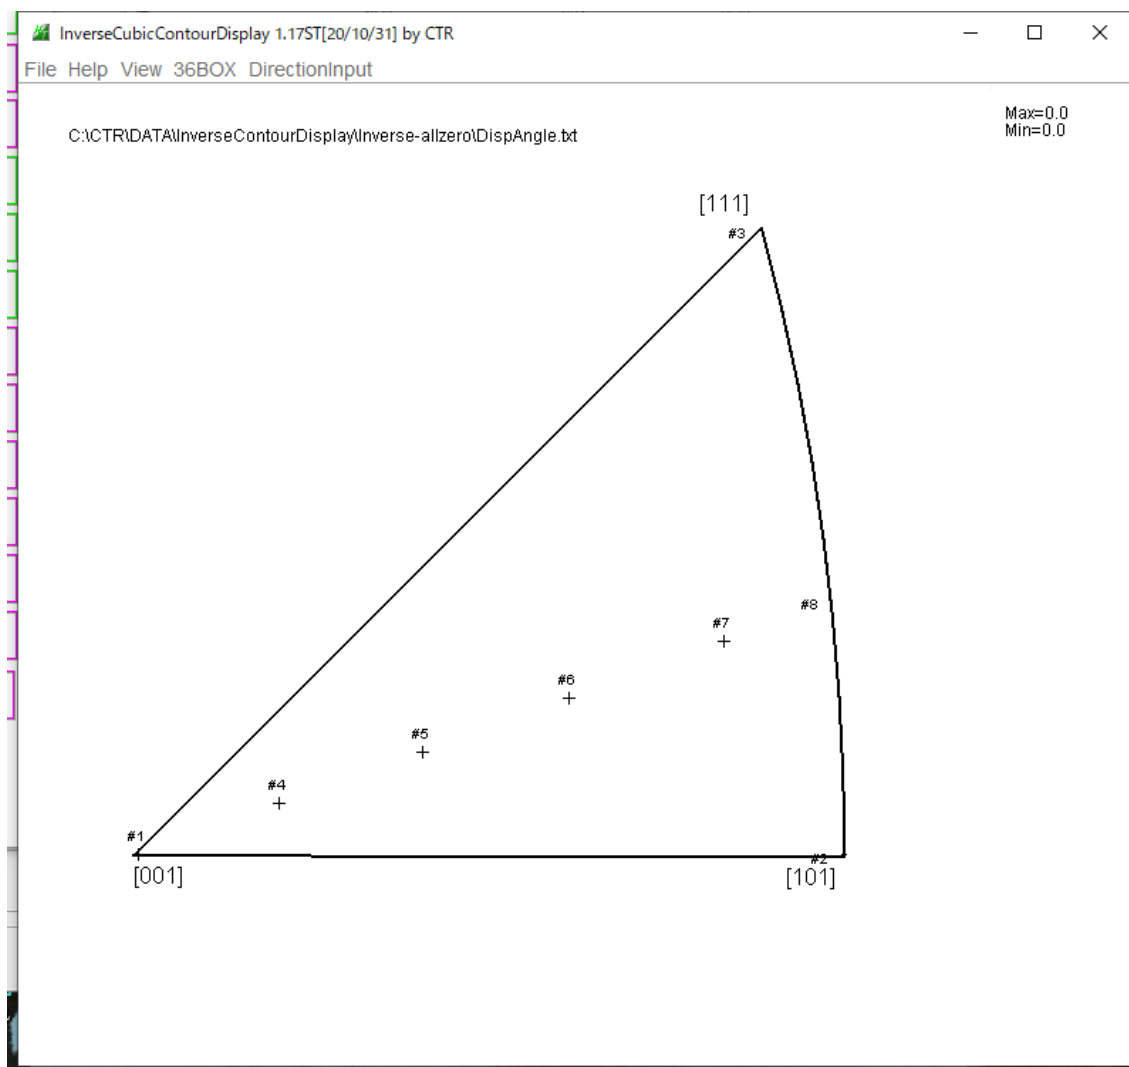 InverseCubicContourDisplay 1.17ST[20/10/31] by CTR
File Help View 36BOX DirectionInput
Max=0.0
Min=0.0
C:\CTR\DATA\InverseContourDisplay\Inverse-allzero\DispAngle.txt
[111]
#3
#8
#7
#6
#5
#4
#1
#2
[001]
[101]